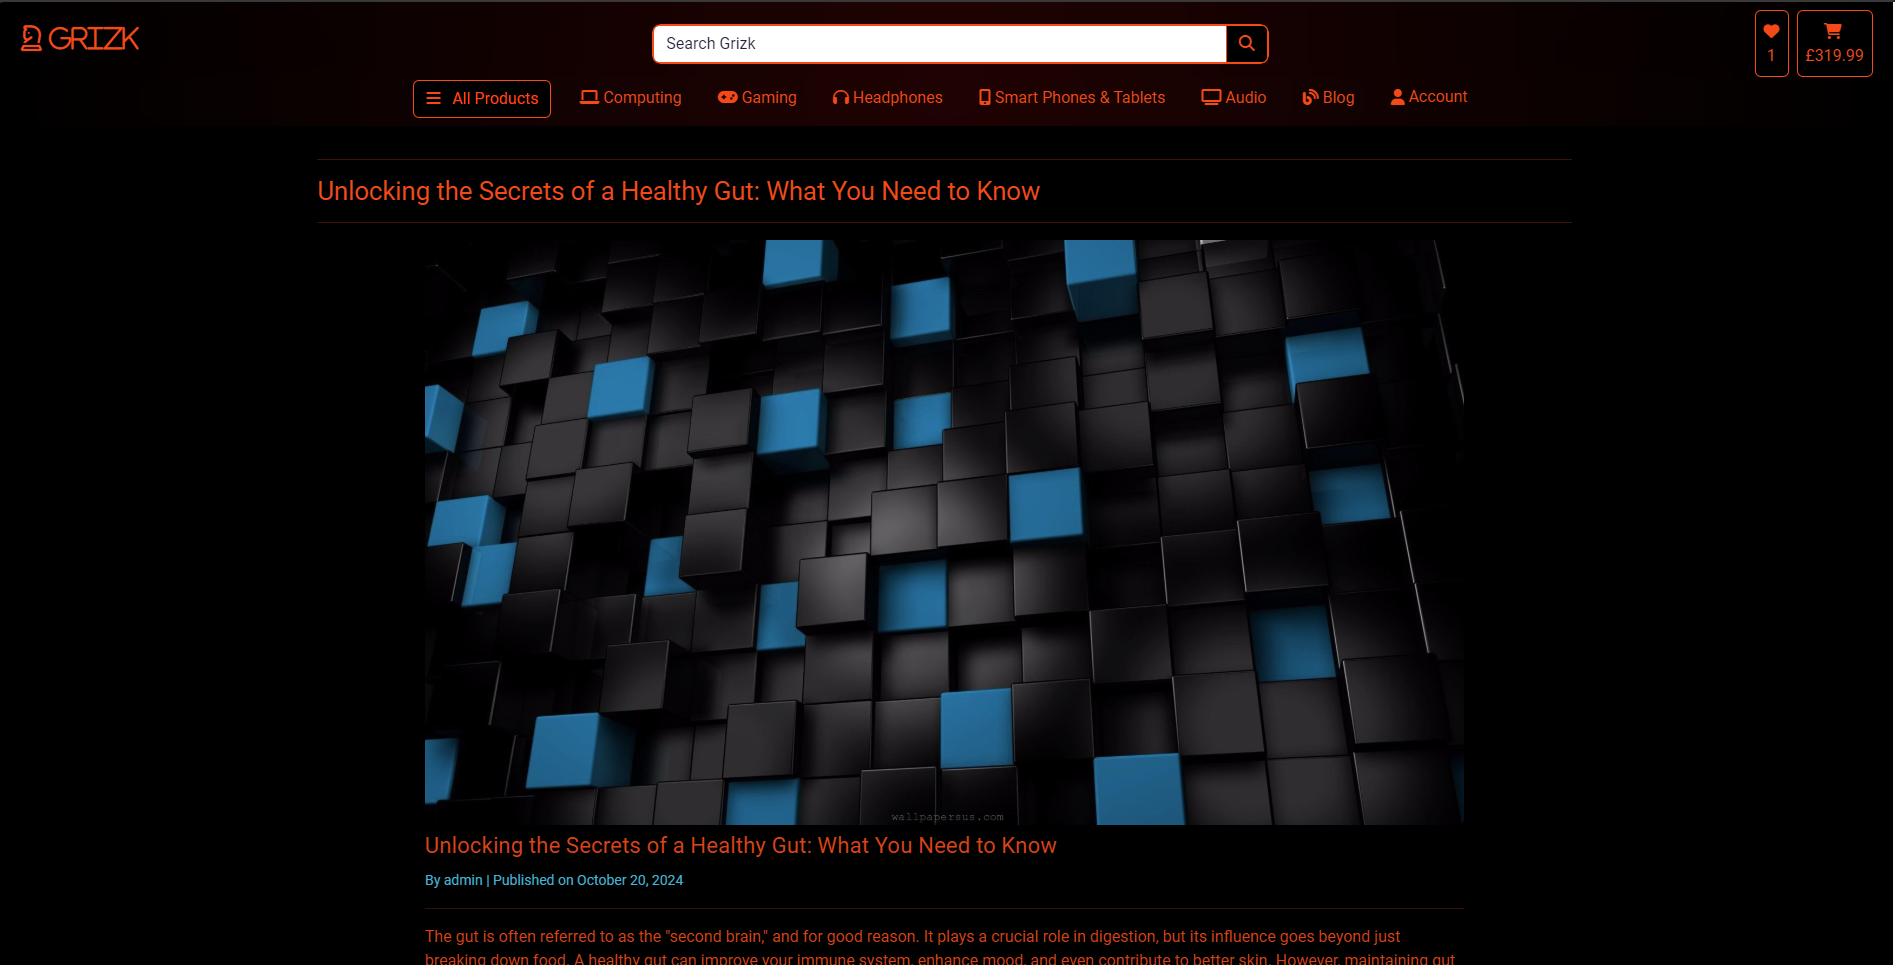 GRIZK
Search Grizk
1
£319.99
All Products
Computing
Gaming
Headphones
Smart Phones & Tablets
Audio
Blog
Account
Unlocking the Secrets of a Healthy Gut: What You Need to Know
wallpapersus.com
Unlocking the Secrets of a Healthy Gut: What You Need to Know
By admin | Published on October 20, 2024
The gut is often referred to as the "second brain," and for good reason. It plays a crucial role in digestion, but its influence goes beyond just
breaking down food. A healthy gut can improve your immune system, enhance mood, and even contribute to better skin. However, maintaining gut